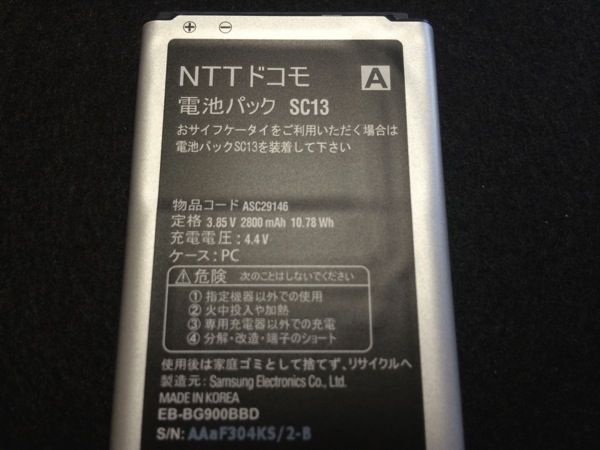 ⊕ ⊖
NTTドコモ A
電池パック SC13
おサイフケータイをご利用いただく場合は
電池パックSC13を装着して下さい
物品コード ASC29146
定格 3.85 V 2800 mAh 10.78 Wh
充電電圧：4.4 V
ケース：PC
⚠危険 次のことはしないでください
① 指定機器以外での使用
② 火中投入や加熱
③ 専用充電器以外での充電
④ 分解・改造・端子のショート
使用後は家庭ゴミとして捨てず、リサイクルへ
製造元：Samsung Electronics Co., Ltd.
MADE IN KOREA
EB-BG900BBD
S/N: AAaF304KS/2-B